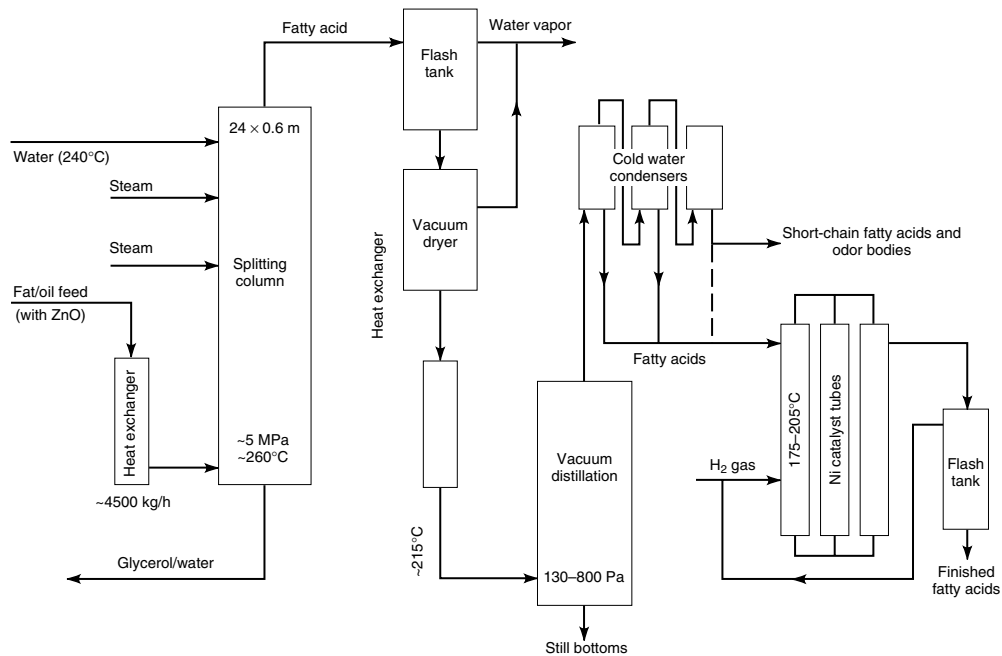 Fatty acid
Flash
tank
Water vapor
24 × 0.6 m
Water (240°C)
Steam
Steam
Splitting
column
Fat/oil feed
(with ZnO)
Heat exchanger
~4500 kg/h
~5 MPa
~260°C
Glycerol/water
Vacuum
dryer
Heat exchanger
~215°C
Vacuum
distillation
130–800 Pa
Still bottoms
Cold water
condensers
Short-chain fatty acids and
odor bodies
Fatty acids
H₂ gas
175–205°C
Ni catalyst tubes
Flash
tank
Finished
fatty acids